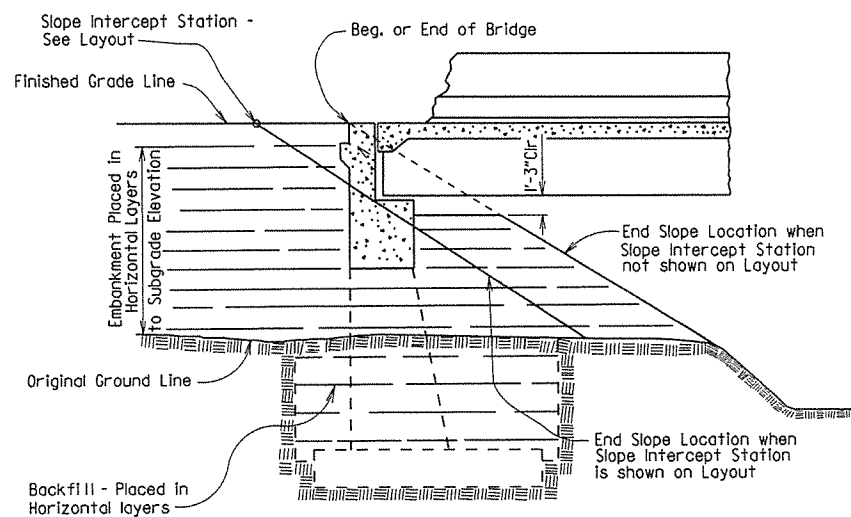 Slope Intercept Station -
See Layout
Beg. or End of Bridge
Finished Grade Line
Embankment Placed in
Horizontal Layers
to Subgrade Elevation
1'-3"Clr.
End Slope Location when
Slope Intercept Station
not shown on Layout
Original Ground Line
End Slope Location when
Slope Intercept Station
is shown on Layout
Backfill - Placed in
Horizontal layers